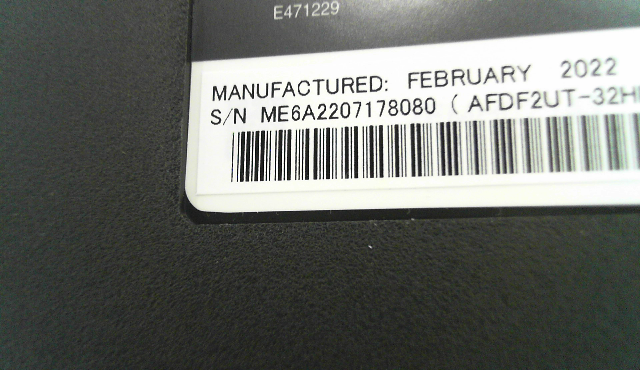 E471229
MANUFACTURED: FEBRUARY 2022
S/N ME6A2207178080 ( AFDF2UT-32H